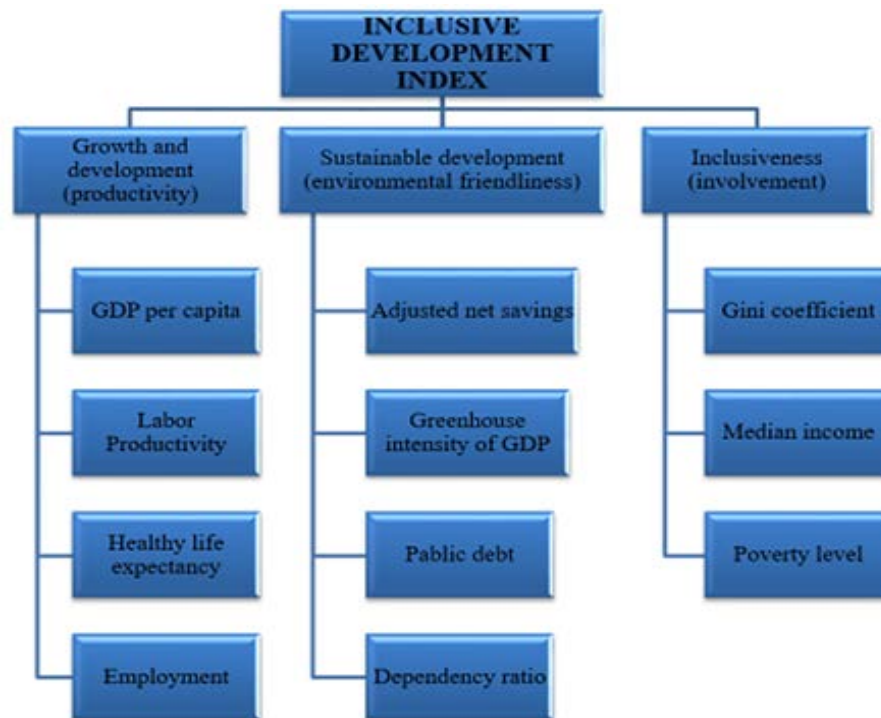 INCLUSIVE
DEVELOPMENT
INDEX
Growth and
development
(productivity)
Sustainable development
(environmental friendliness)
Inclusiveness
(involvement)
GDP per capita
Adjusted net savings
Gini coefficient
Labor
Productivity
Greenhouse
intensity of GDP
Median income
Healthy life
expectancy
Pablic debt
Poverty level
Employment
Dependency ratio